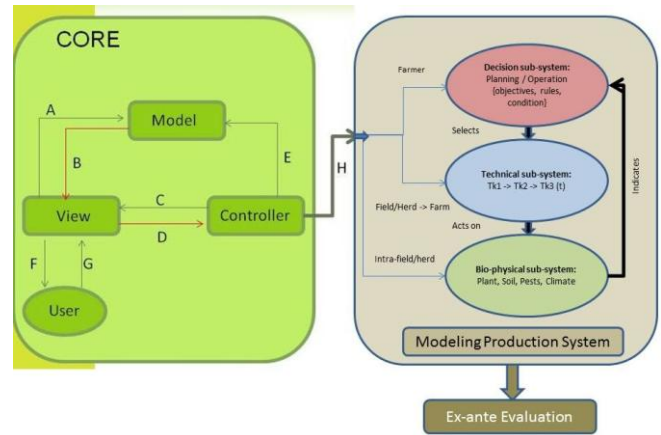 CORE
A
Model
B
E
H
C
View
Controller
D
F
G
User
Farmer
Decision sub-system:
Planning / Operation
{objectives, rules,
condition}
Selects
Technical sub-system:
Tk1 -> Tk2 -> Tk3 (t)
Field/Herd -> Farm
Acts on
Indicates
Intra-field/herd
Bio-physical sub-system:
Plant, Soil, Pests, Climate
Modeling Production System
Ex-ante Evaluation